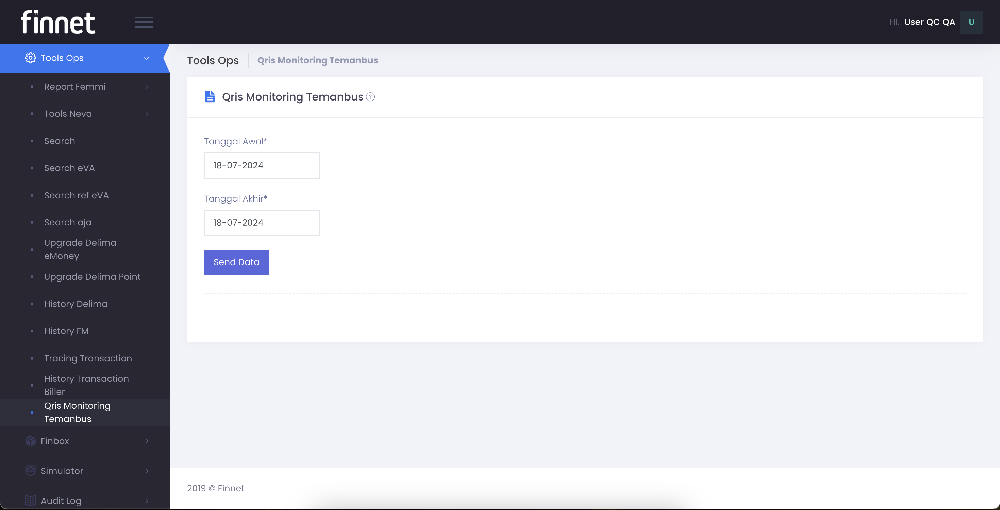 finnet
Hi, User QC QA U
Tools Ops
Report Femmi
Tools Neva
Search
Search eVA
Search ref eVA
Search aja
Upgrade Delima
eMoney
Upgrade Delima Point
History Delima
History FM
Tracing Transaction
History Transaction
Biller
Qris Monitoring
Temanbus
Finbox
Simulator
Audit Log
Tools Ops Qris Monitoring Temanbus
Qris Monitoring Temanbus ?
Tanggal Awal*
18-07-2024
Tanggal Akhir*
18-07-2024
Send Data
2019 © Finnet